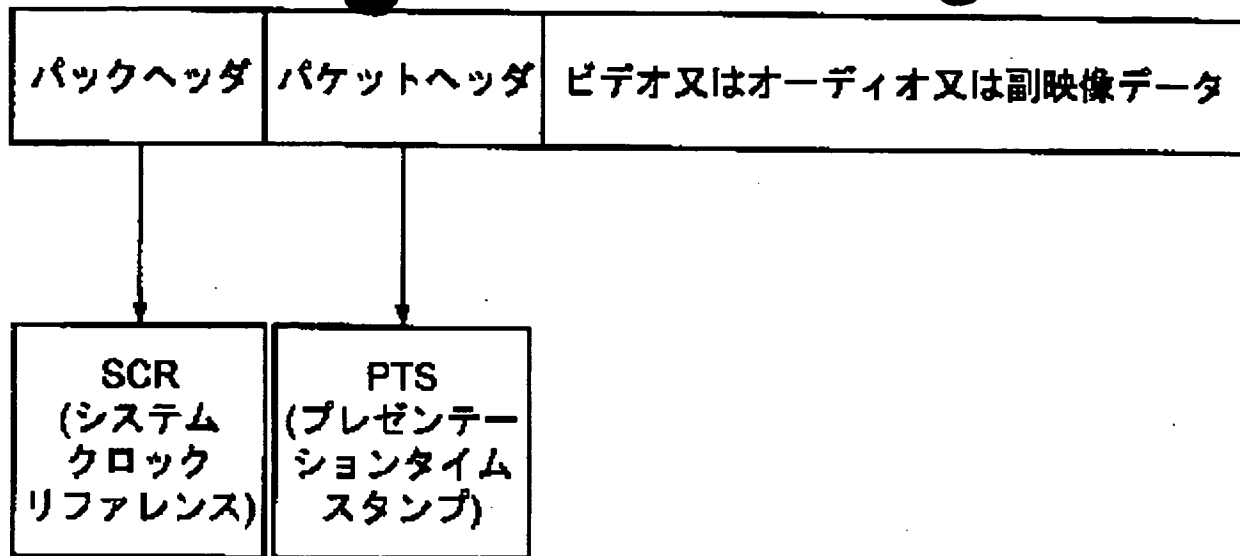 パックヘッダ
パケットヘッダ
ビデオ又はオーディオ又は副映像データ
SCR
(システム
クロック
リファレンス)
PTS
(プレゼンテー
ションタイム
スタンプ)